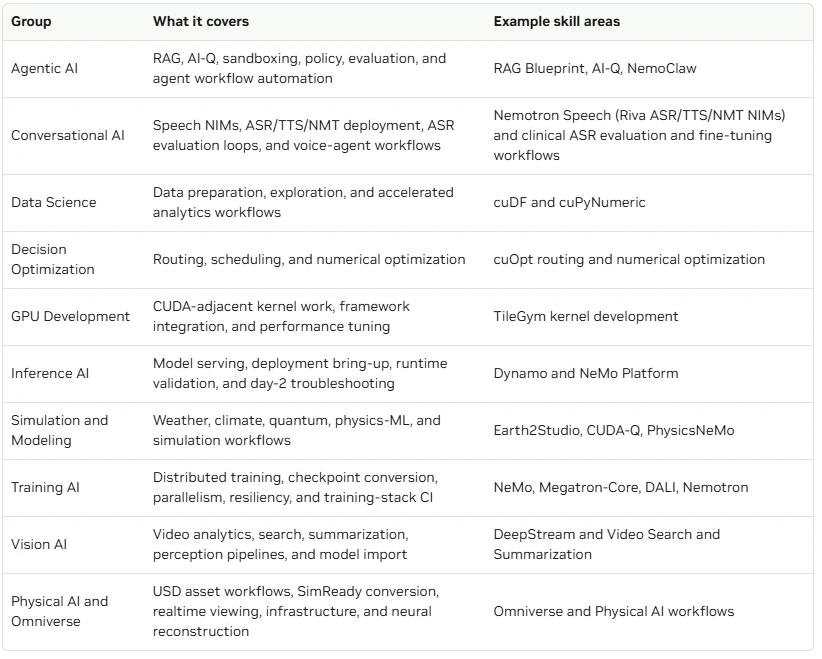 Group What it covers Example skill areas
Agentic AI
RAG, AI-Q, sandboxing, policy, evaluation, and
agent workflow automation
RAG Blueprint, AI-Q, NemoClaw
Conversational AI
Speech NIMs, ASR/TTS/NMT deployment, ASR
evaluation loops, and voice-agent workflows
Nemotron Speech (Riva ASR/TTS/NMT NIMs)
and clinical ASR evaluation and fine-tuning
workflows
Data Science
Data preparation, exploration, and accelerated
analytics workflows
cuDF and cuPyNumeric
Decision
Optimization
Routing, scheduling, and numerical optimization
cuOpt routing and numerical optimization
GPU Development
CUDA-adjacent kernel work, framework
integration, and performance tuning
TileGym kernel development
Inference AI
Model serving, deployment bring-up, runtime
validation, and day-2 troubleshooting
Dynamo and NeMo Platform
Simulation and
Modeling
Weather, climate, quantum, physics-ML, and
simulation workflows
Earth2Studio, CUDA-Q, PhysicsNeMo
Training AI
Distributed training, checkpoint conversion,
parallelism, resiliency, and training-stack CI
NeMo, Megatron-Core, DALI, Nemotron
Vision AI
Video analytics, search, summarization,
perception pipelines, and model import
DeepStream and Video Search and
Summarization
Physical AI and
Omniverse
USD asset workflows, SimReady conversion,
realtime viewing, infrastructure, and neural
reconstruction
Omniverse and Physical AI workflows